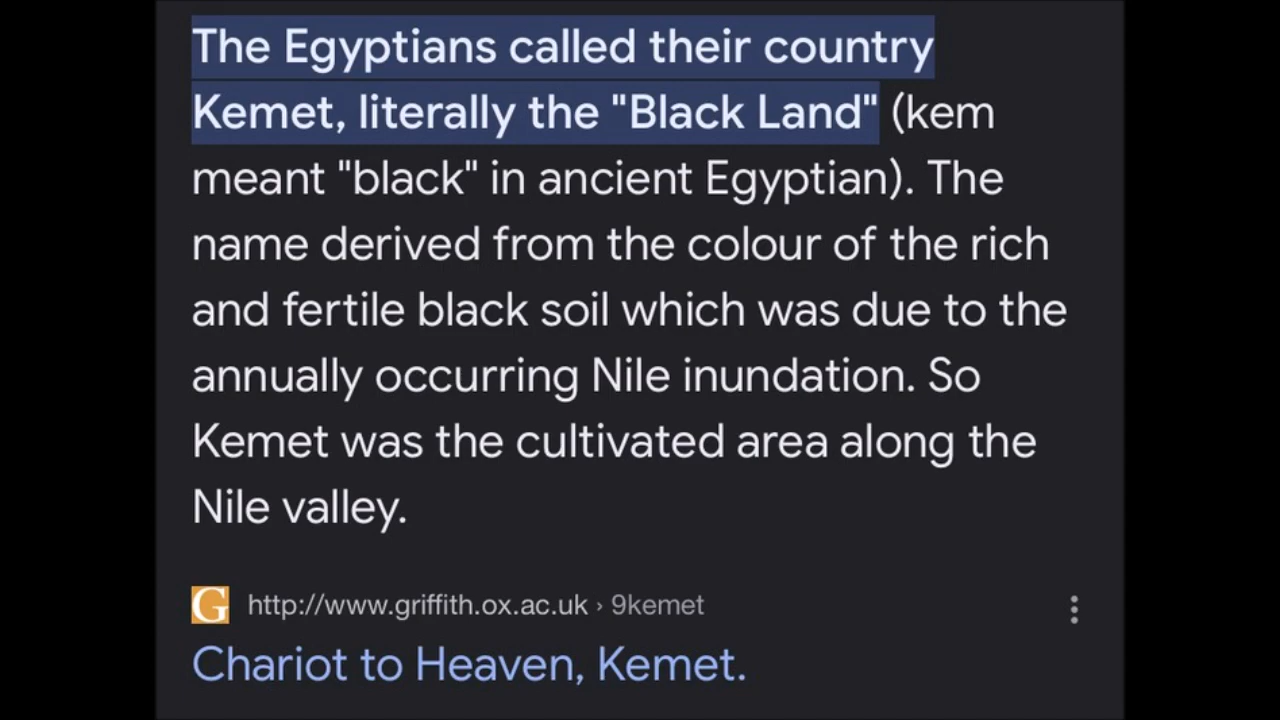 The Egyptians called their country
Kemet, literally the "Black Land" (kem
meant "black" in ancient Egyptian). The
name derived from the colour of the rich
and fertile black soil which was due to the
annually occurring Nile inundation. So
Kemet was the cultivated area along the
Nile valley.
G http://www.griffith.ox.ac.uk › 9kemet
Chariot to Heaven, Kemet.